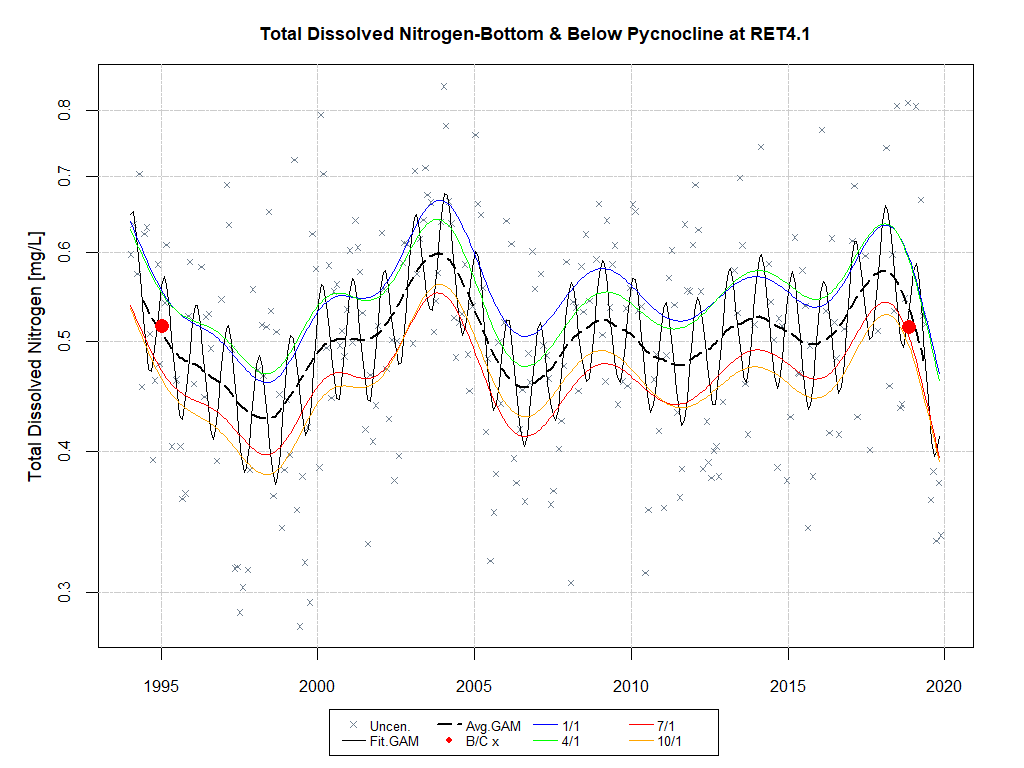 Total Dissolved Nitrogen-Bottom & Below Pycnocline at RET4.1
Total Dissolved Nitrogen [mg/L]
0.8
0.7
0.6
0.5
0.4
0.3
1995 2000 2005 2010 2015 2020
Uncen. Avg.GAM 1/1 7/1
Fit.GAM B/C x 4/1 10/1